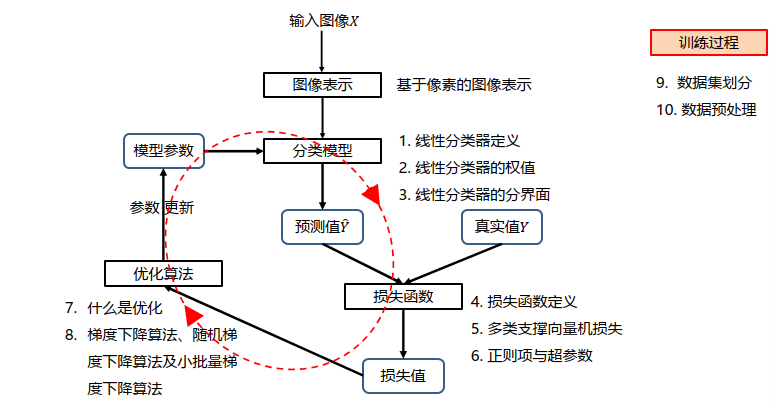 输入图像X
训练过程
图像表示
基于像素的图像表示
9. 数据集划分
10. 数据预处理
模型参数
分类模型
1. 线性分类器定义
2. 线性分类器的权值
3. 线性分类器的分界面
参数 更新
预测值Ŷ
真实值Y
优化算法
损失函数
4. 损失函数定义
5. 多类支撑向量机损失
6. 正则项与超参数
7. 什么是优化
8. 梯度下降算法、随机梯
度下降算法及小批量梯
度下降算法
损失值